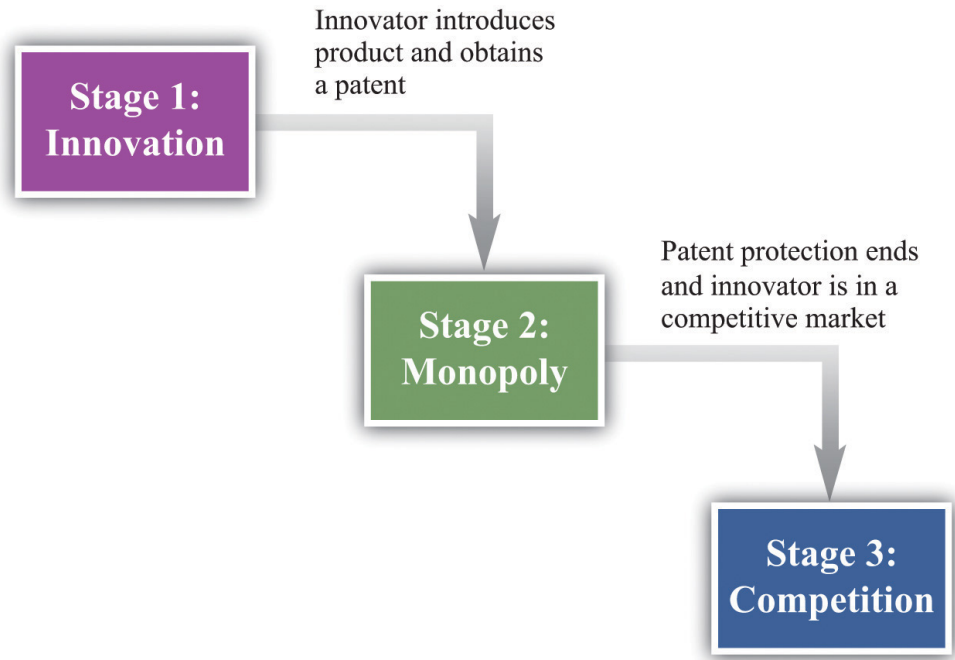 Innovator introduces
product and obtains
a patent
Stage 1:
Innovation
Patent protection ends
and innovator is in a
competitive market
Stage 2:
Monopoly
Stage 3:
Competition